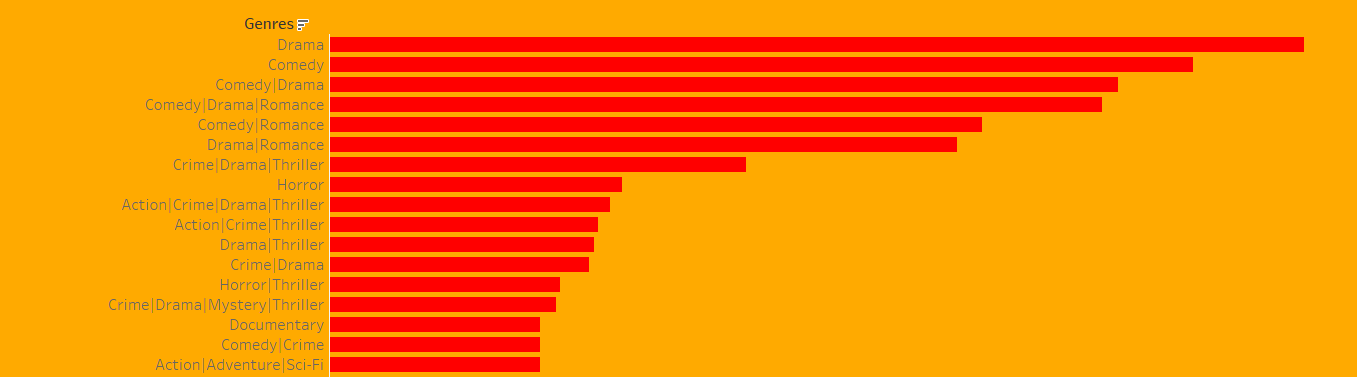 Genres
Drama
Comedy
Comedy|Drama
Comedy|Drama|Romance
Comedy|Romance
Drama|Romance
Crime|Drama|Thriller
Horror
Action|Crime|Drama|Thriller
Action|Crime|Thriller
Drama|Thriller
Crime|Drama
Horror|Thriller
Crime|Drama|Mystery|Thriller
Documentary
Comedy|Crime
Action|Adventure|Sci-Fi